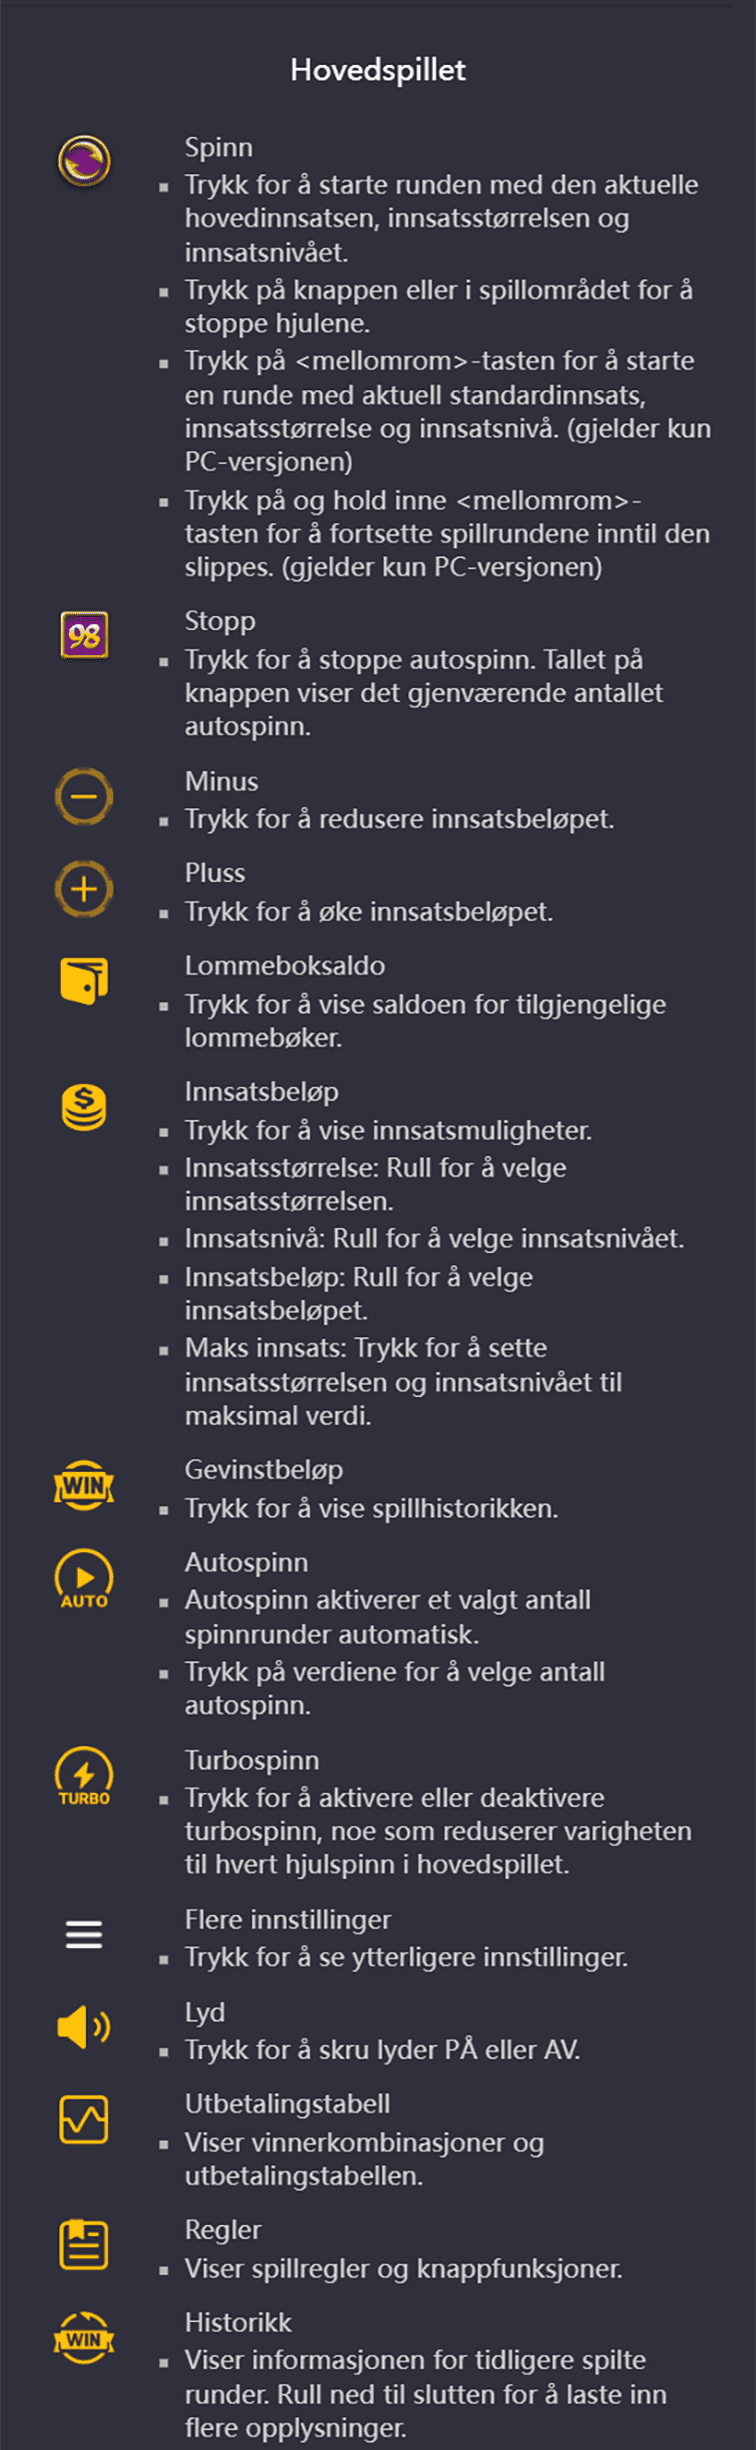 Hovedspillet
Spinn
▪ Trykk for å starte runden med den aktuelle
hovedinnsatsen, innsatsstørrelsen og
innsatsnivået.
▪ Trykk på knappen eller i spillområdet for å
stoppe hjulene.
▪ Trykk på <mellomrom>-tasten for å starte
en runde med aktuell standardinnsats,
innsatsstørrelse og innsatsnivå. (gjelder kun
PC-versjonen)
▪ Trykk på og hold inne <mellomrom>-
tasten for å fortsette spillrundene inntil den
slippes. (gjelder kun PC-versjonen)
98
Stopp
▪ Trykk for å stoppe autospinn. Tallet på
knappen viser det gjenværende antallet
autospinn.
Minus
▪ Trykk for å redusere innsatsbeløpet.
Pluss
▪ Trykk for å øke innsatsbeløpet.
Lommeboksaldo
▪ Trykk for å vise saldoen for tilgjengelige
lommebøker.
$
Innsatsbeløp
▪ Trykk for å vise innsatsmuligheter.
▪ Innsatsstørrelse: Rull for å velge
innsatsstørrelsen.
▪ Innsatsnivå: Rull for å velge innsatsnivået.
▪ Innsatsbeløp: Rull for å velge
innsatsbeløpet.
▪ Maks innsats: Trykk for å sette
innsatsstørrelsen og innsatsnivået til
maksimal verdi.
WIN
Gevinstbeløp
▪ Trykk for å vise spillhistorikken.
AUTO
Autospinn
▪ Autospinn aktiverer et valgt antall
spinnrunder automatisk.
▪ Trykk på verdiene for å velge antall
autospinn.
TURBO
Turbospinn
▪ Trykk for å aktivere eller deaktivere
turbospinn, noe som reduserer varigheten
til hvert hjulspinn i hovedspillet.
Flere innstillinger
▪ Trykk for å se ytterligere innstillinger.
Lyd
▪ Trykk for å skru lyder PÅ eller AV.
Utbetalingstabell
▪ Viser vinnerkombinasjoner og
utbetalingstabellen.
Regler
▪ Viser spillregler og knappfunksjoner.
WIN
Historikk
▪ Viser informasjonen for tidligere spilte
runder. Rull ned til slutten for å laste inn
flere opplysninger.